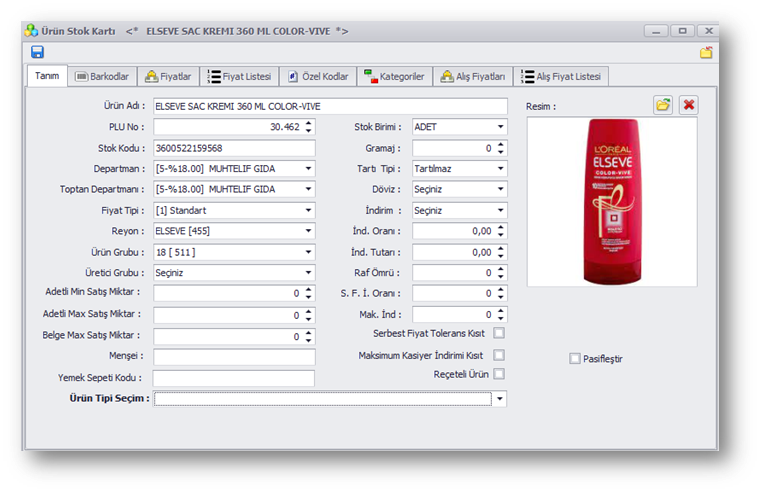 Ürün Stok Kartı <* ELSEVE SAC KREMI 360 ML COLOR-VIVE *>
Tanım Barkodlar Fiyatlar Fiyat Listesi Özel Kodlar Kategoriler Alış Fiyatları Alış Fiyat Listesi
Ürün Adı : ELSEVE SAC KREMI 360 ML COLOR-VIVE Resim :
PLU No : 30.462 Stok Birimi : ADET
Stok Kodu : 3600522159568 Gramaj : 0
Departman : [5-%18.00] MUHTELIF GIDA Tartı Tipi : Tartılmaz
Toptan Departmanı : [5-%18.00] MUHTELIF GIDA Döviz : Seçiniz
Fiyat Tipi : [1] Standart İndirim : Seçiniz
Reyon : ELSEVE [455] İnd. Oranı : 0,00
Ürün Grubu : 18 [ 511 ] İnd. Tutarı : 0,00
Üretici Grubu : Seçiniz Raf Ömrü : 0
Adetli Min Satış Miktar : 0 S. F. İ. Oranı : 0
Adetli Max Satış Miktar : 0 Mak. İnd : 0
Belge Max Satış Miktar : 0 Serbest Fiyat Tolerans Kısıt
Menşei : Maksimum Kasiyer İndirimi Kısıt Pasifleştir
Yemek Sepeti Kodu : Reçeteli Ürün
Ürün Tipi Seçim :
L'ORÉAL
ELSEVE
COLOR-VIVE